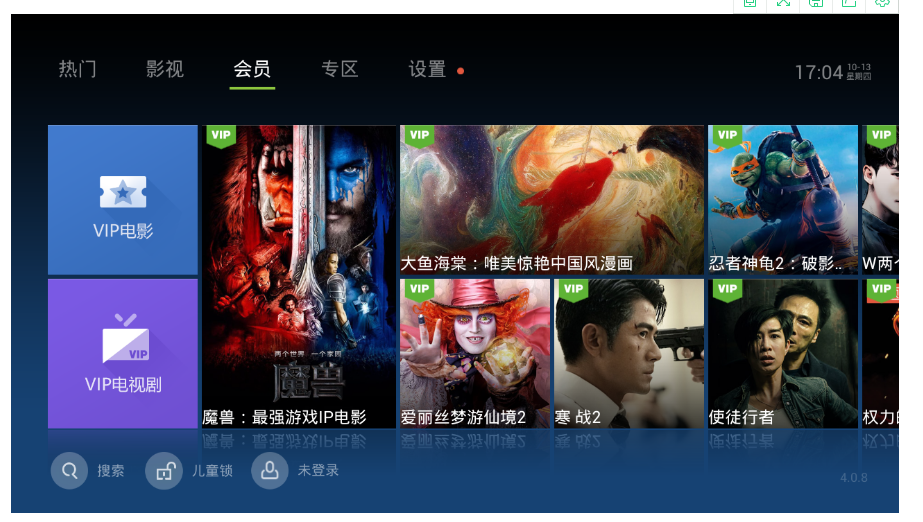 热门
影视
会员
专区
设置
17:04
10-13
星期四
VIP电影
VIP
两个世界 一个家园
魔兽
魔兽：最强游戏IP电影
VIP
大鱼海棠：唯美惊艳中国风漫画
VIP
忍者神龟2：破影..
VIP
W两个
VIP
VIP电视剧
VIP
爱丽丝梦游仙境2
VIP
寒战2
VIP
使徒行者
VIP
权力的
搜索
儿童锁
未登录
4.0.8